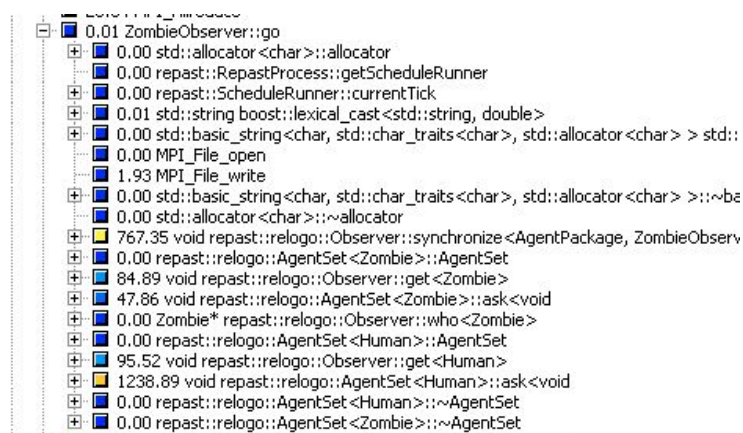 0.01 ZombieObserver::go
0.00 std::allocator<char>::allocator
0.00 repast::RepastProcess::getScheduleRunner
0.00 repast::ScheduleRunner::currentTick
0.01 std::string boost::lexical_cast<std::string, double>
0.00 std::basic_string<char, std::char_traits<char>, std::allocator<char> > std::
0.00 MPI_File_open
1.93 MPI_File_write
0.00 std::basic_string<char, std::char_traits<char>, std::allocator<char> >::~ba
0.00 std::allocator<char>::~allocator
767.35 void repast::relogo::Observer::synchronize<AgentPackage, ZombieObserv
0.00 repast::relogo::AgentSet<Zombie>::AgentSet
84.89 void repast::relogo::Observer::get<Zombie>
47.86 void repast::relogo::AgentSet<Zombie>::ask<void
0.00 Zombie* repast::relogo::Observer::who<Zombie>
0.00 repast::relogo::AgentSet<Human>::AgentSet
95.52 void repast::relogo::Observer::get<Human>
1238.89 void repast::relogo::AgentSet<Human>::ask<void
0.00 repast::relogo::AgentSet<Human>::~AgentSet
0.00 repast::relogo::AgentSet<Zombie>::~AgentSet